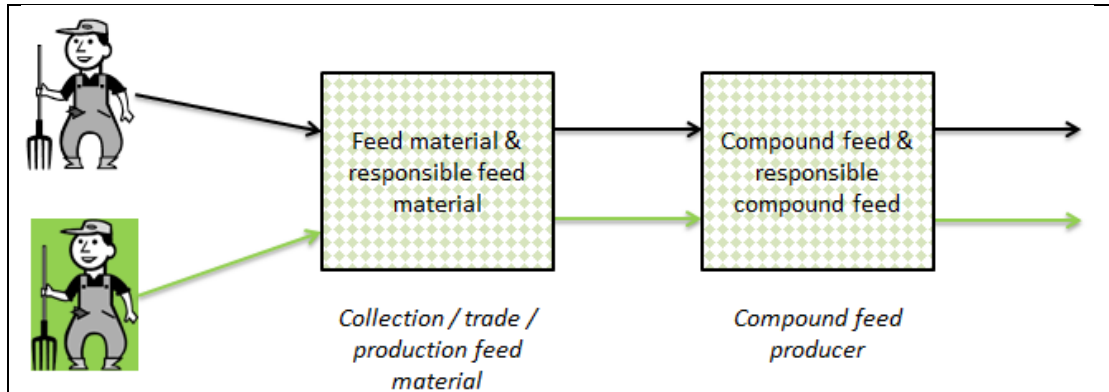 Feed material &
responsible feed
material
Compound feed &
responsible
compound feed
Collection / trade /
production feed
material
Compound feed
producer